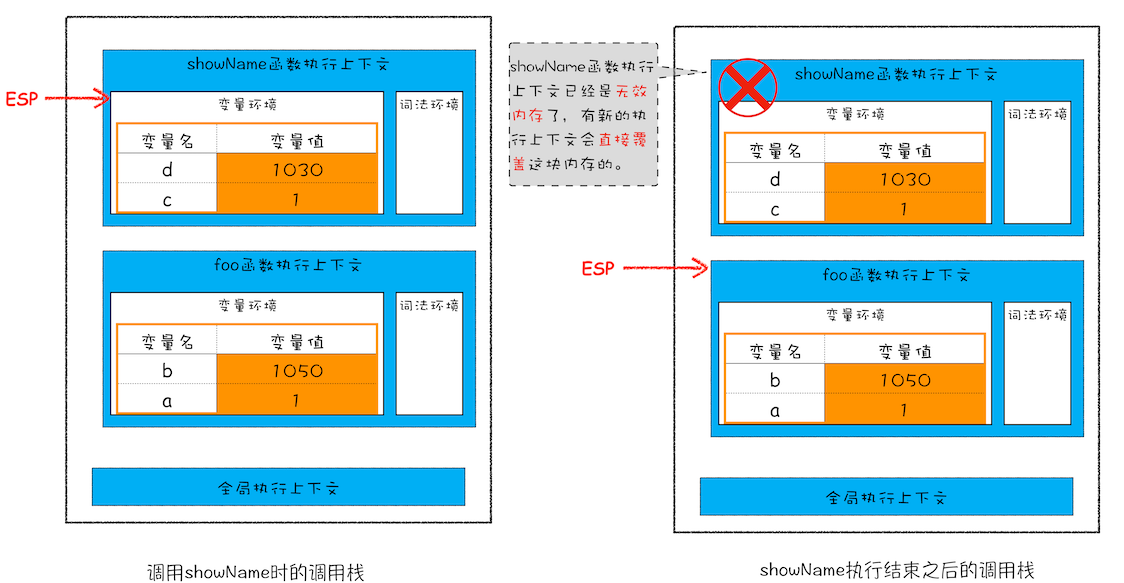 showName函数执行上下文
ESP
变量环境
词法环境
变量名 变量值
d 1030
c 1
foo函数执行上下文
变量环境
词法环境
变量名 变量值
b 1050
a 1
全局执行上下文
调用showName时的调用栈
showName函数执行
上下文已经是无效
内存了，有新的执
行上下文会直接覆
盖这块内存的。
showName函数执行上下文
变量环境
词法环境
变量名 变量值
d 1030
c 1
ESP
foo函数执行上下文
变量环境
词法环境
变量名 变量值
b 1050
a 1
全局执行上下文
showName执行结束之后的调用栈